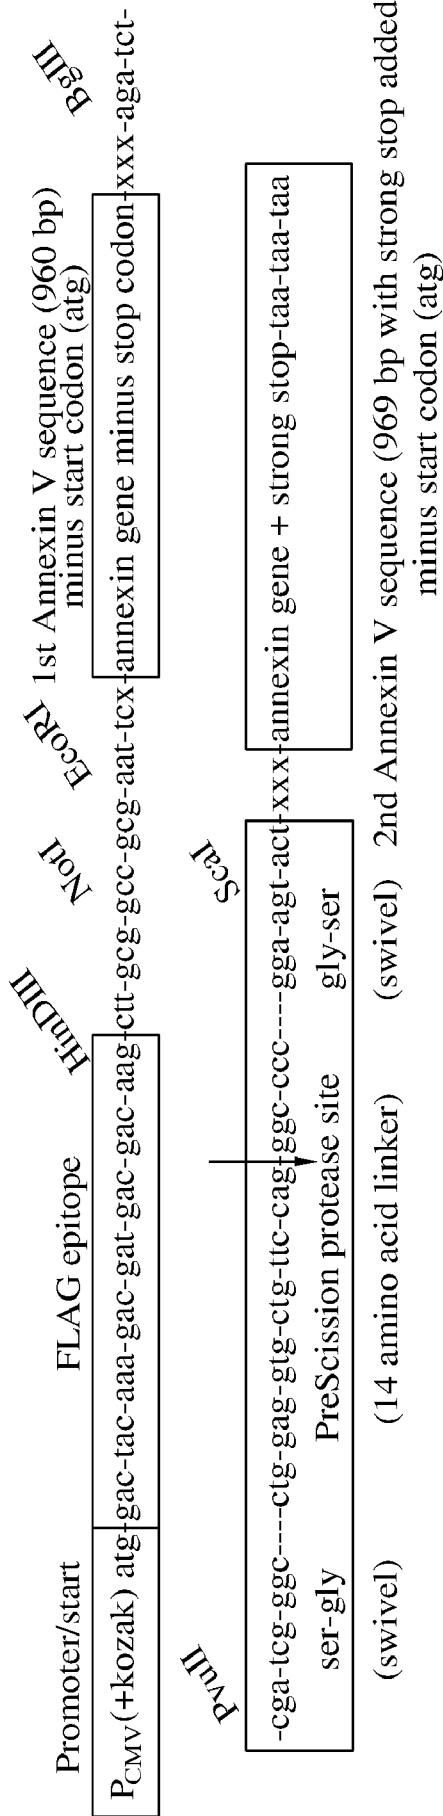 Promoter/start FLAG epitope HinDIII NotI EcoRI 1st Annexin V sequence (960 bp) BglII
minus start codon (atg)
P_CMV(+kozak) atg-gac-tac-aaa-gac-gat-gac-gac-aag-ctt-gcg-gcc-gcg-aat-tcx-annexin gene minus stop codon-xxx-aga-tct-
PvuII ScaI
-cga-tcg-ggc----ctg-gag-gtg-ctg-ttc-cag-ggc-ccc----gga-agt-act-xxx-annexin gene + strong stop-taa-taa-taa
ser-gly PreScission protease site gly-ser
(swivel) (14 amino acid linker) (swivel) 2nd Annexin V sequence (969 bp with strong stop added
minus start codon (atg)